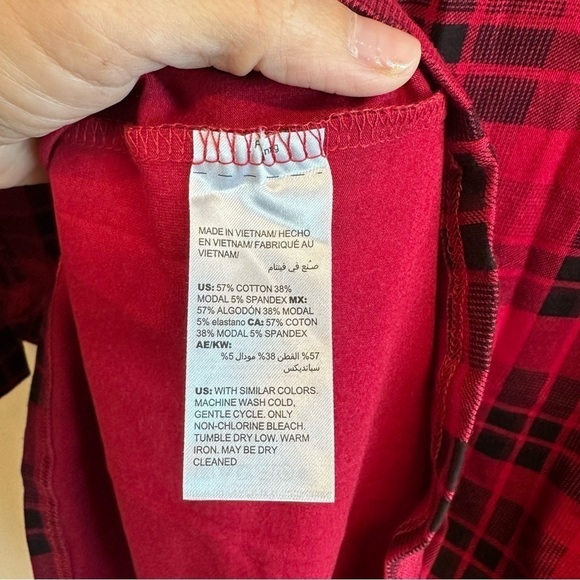 MADE IN VIETNAM/ HECHO
EN VIETNAM/ FABRIQUÉ AU
VIETNAM/
صنع في فيتنام
US: 57% COTTON 38%
MODAL 5% SPANDEX MX:
57% ALGODÓN 38% MODAL
5% elastano CA: 57% COTON
38% MODAL 5% SPANDEX
AE/KW:
57% القطن 38% مودال 5%
سبانديكس
US: WITH SIMILAR COLORS.
MACHINE WASH COLD,
GENTLE CYCLE. ONLY
NON-CHLORINE BLEACH.
TUMBLE DRY LOW. WARM
IRON. MAY BE DRY
CLEANED